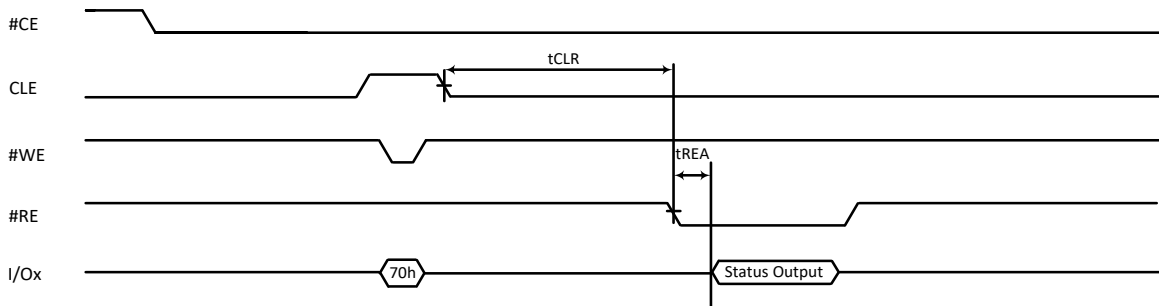 #CE
tCLR
CLE
#WE
tREA
#RE
I/Ox
70h
Status Output